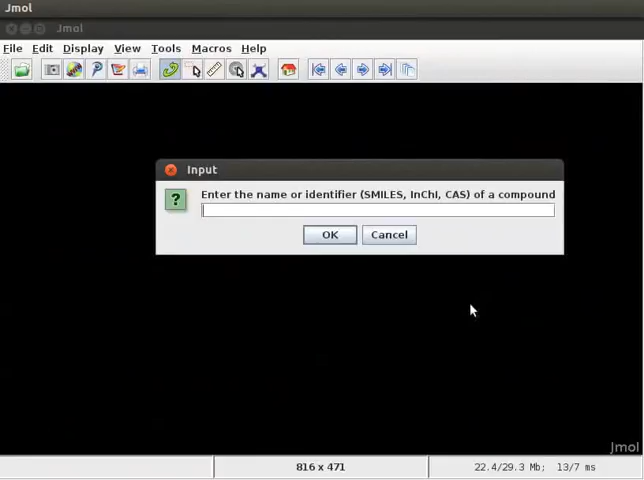 Jmol
Jmol
File Edit Display View Tools Macros Help
Input
Enter the name or identifier (SMILES, InChI, CAS) of a compound
?
OK Cancel
Jmol
816 x 471 22.4/29.3 Mb; 13/7 ms